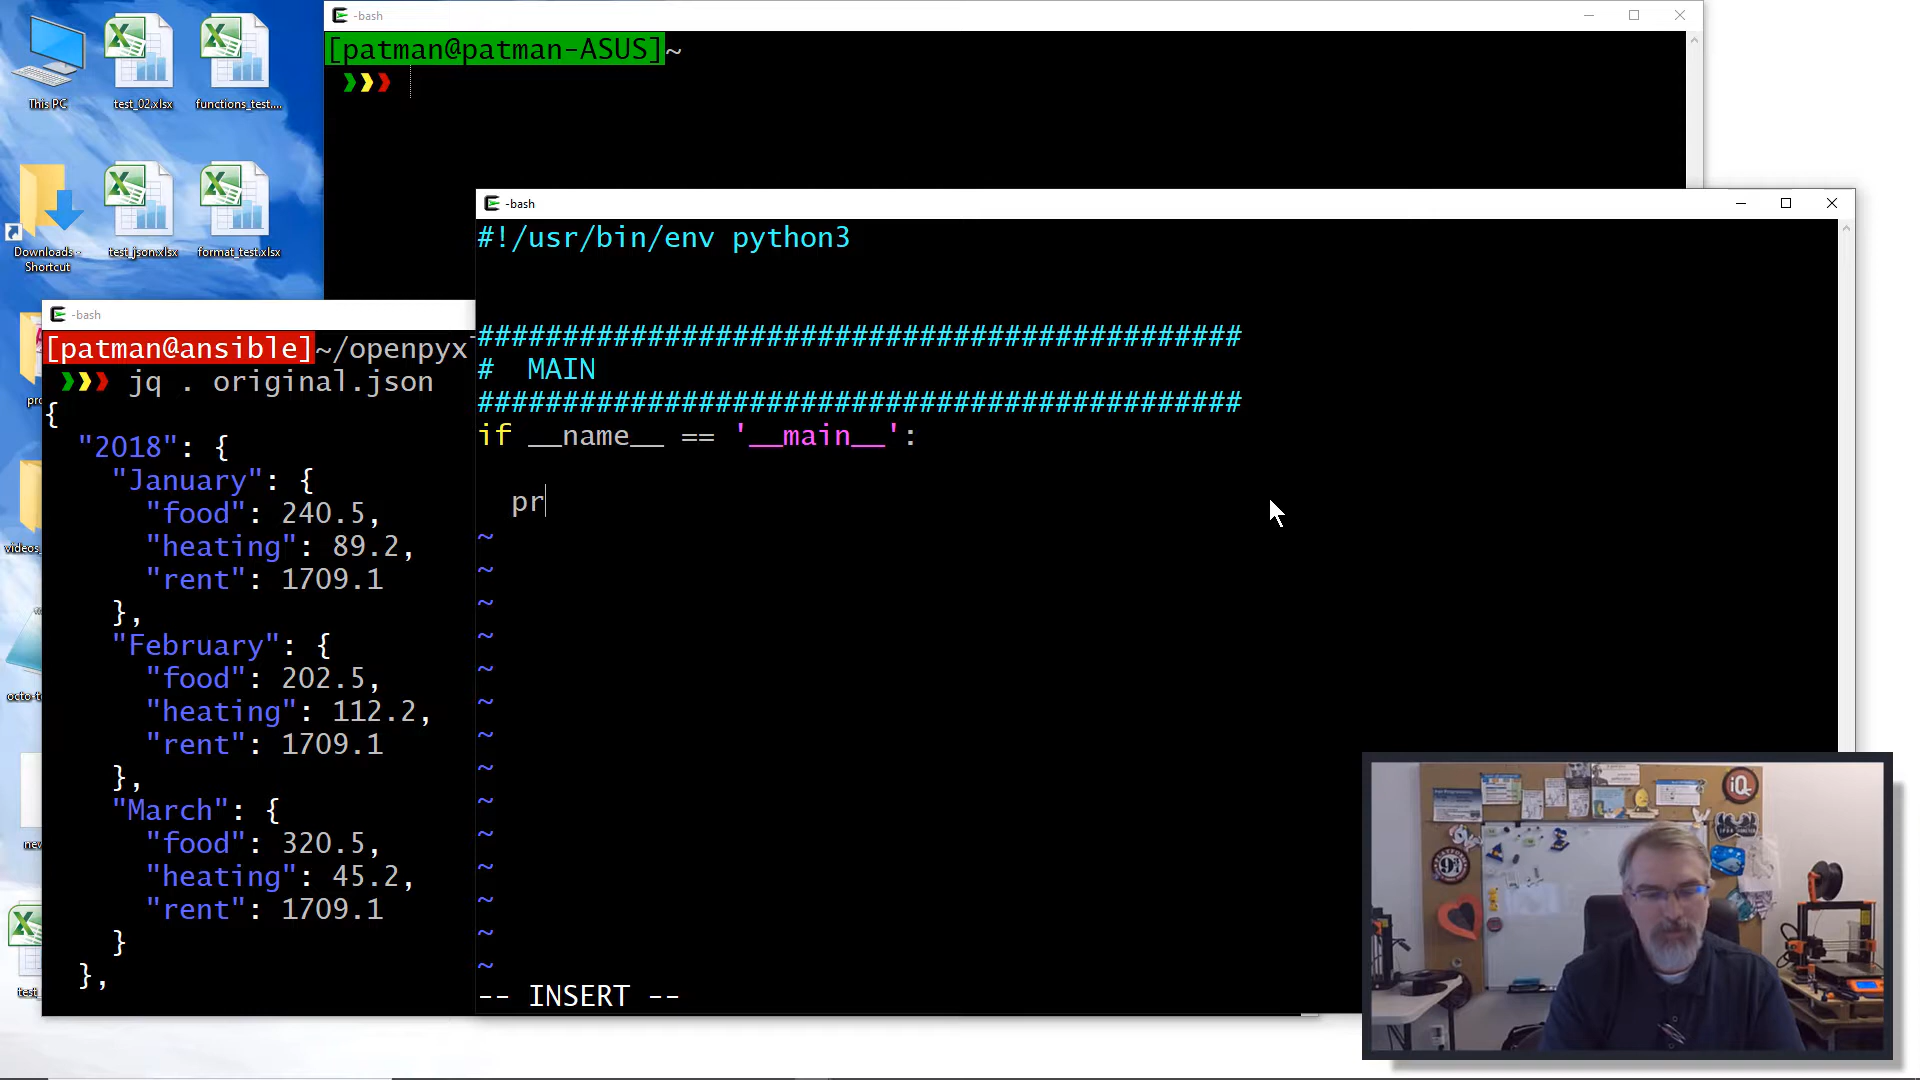 -bash
[patman@patman-ASUS]~
This PC
test_02.xlsx
functions_test....
Downloads - Shortcut
test_json.xlsx
format_test.xlsx
-bash
[patman@ansible]~/openpyx
jq . original.json
{
"2018": {
"January": {
"food": 240.5,
"heating": 89.2,
"rent": 1709.1
},
"February": {
"food": 202.5,
"heating": 112.2,
"rent": 1709.1
},
"March": {
"food": 320.5,
"heating": 45.2,
"rent": 1709.1
}
},
-bash
#!/usr/bin/env python3
#############################################
#  MAIN
#############################################
if __name__ == '__main__':
pr
~
~
~
~
~
~
~
~
~
~
~
~
~
~
-- INSERT --